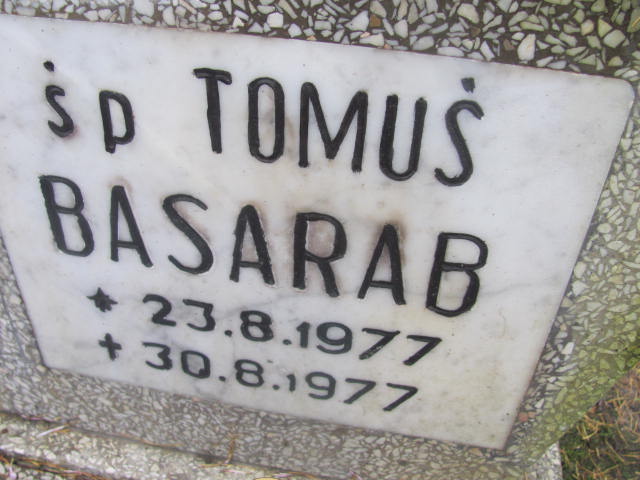 śp TOMUŚ
BASARAB
* 23.8.1977
+ 30.8.1977